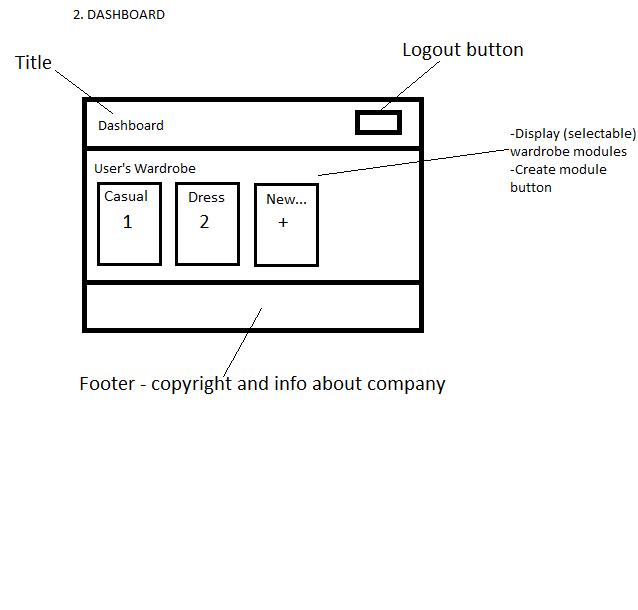 2. DASHBOARD
Title
Logout button
Dashboard
-Display (selectable)
wardrobe modules
-Create module
button
User's Wardrobe
Casual
1
Dress
2
New...
+
Footer - copyright and info about company